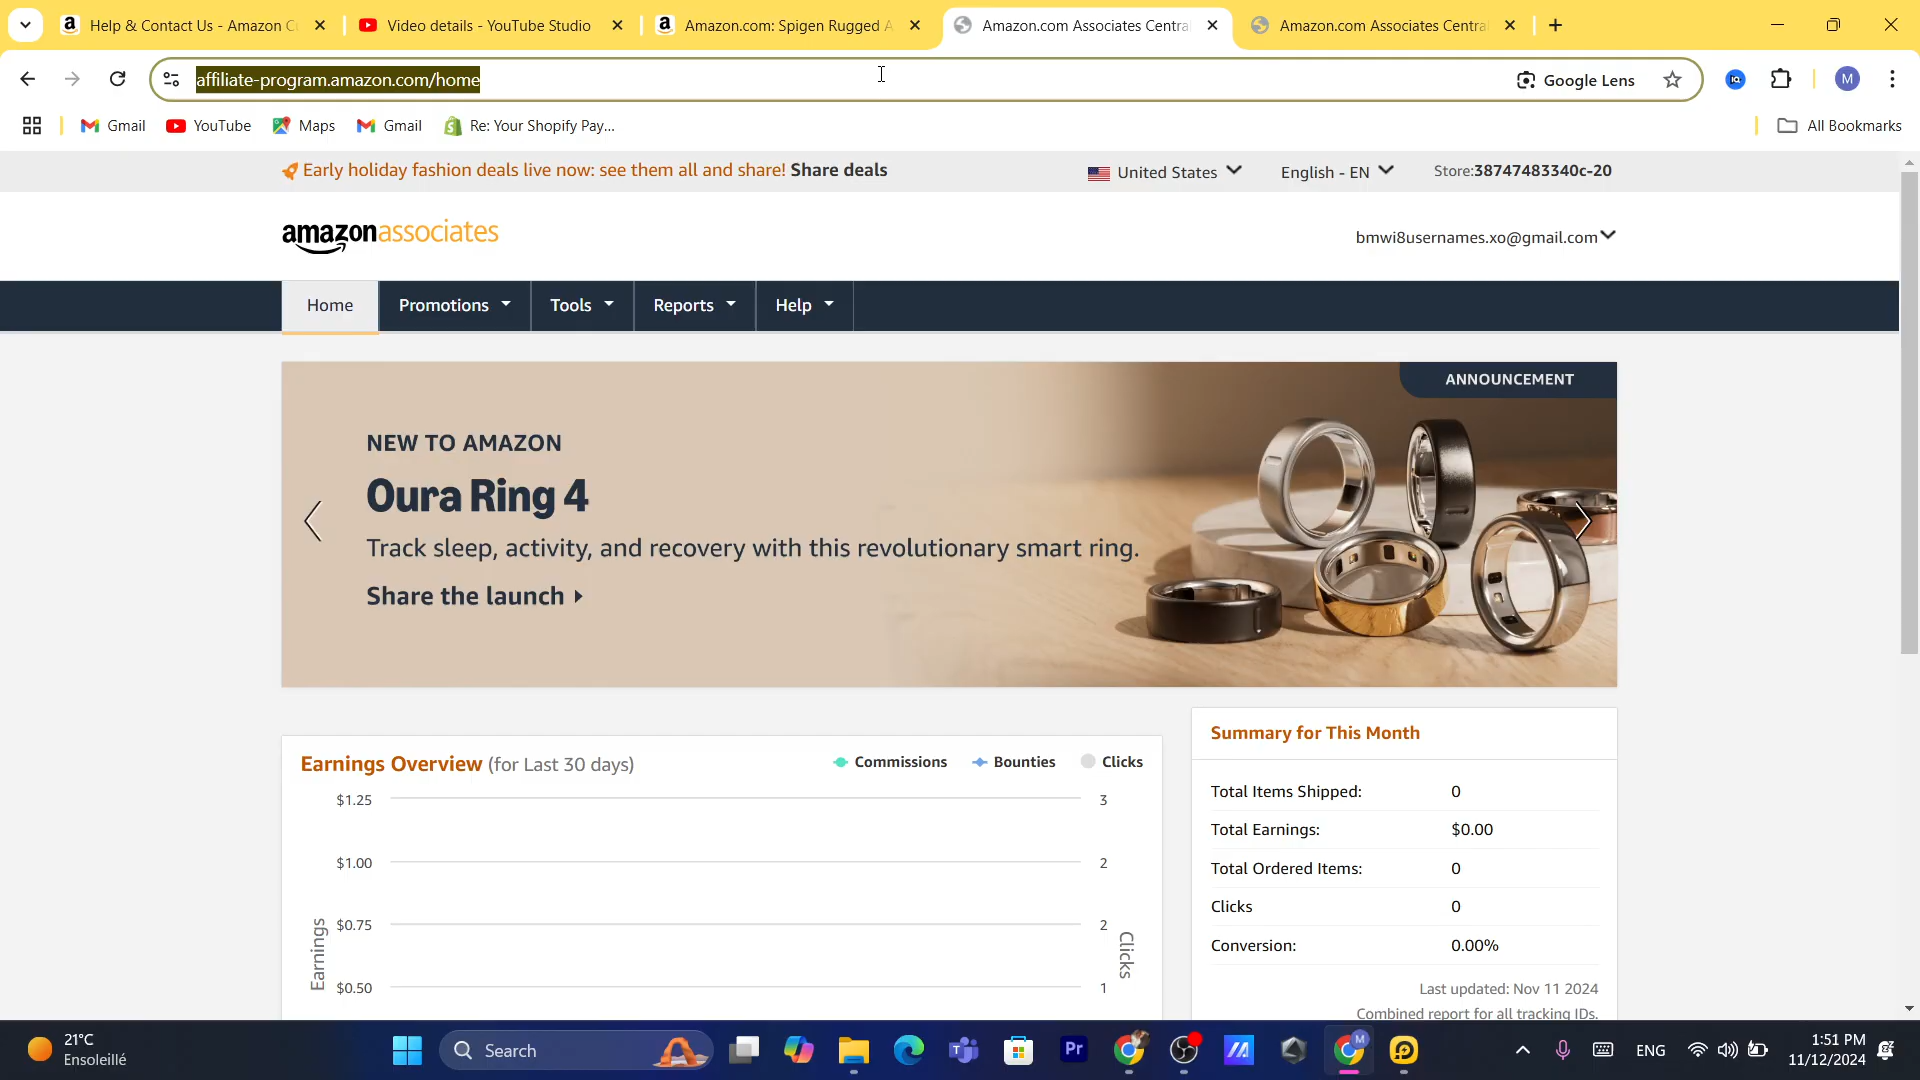 Help & Contact Us - Amazon C
Video details - YouTube Studio
Amazon.com: Spigen Rugged A
Amazon.com Associates Centra
Amazon.com Associates Centra
affiliate-program.amazon.com/home
Google Lens
M
Gmail
YouTube
Maps
Gmail
Re: Your Shopify Pay...
All Bookmarks
Early holiday fashion deals live now: see them all and share! Share deals
United States
English - EN
Store:38747483340c-20
amazonassociates
bmwi8usernames.xo@gmail.com
Home
Promotions
Tools
Reports
Help
ANNOUNCEMENT
NEW TO AMAZON
Oura Ring 4
Track sleep, activity, and recovery with this revolutionary smart ring.
Share the launch
Earnings Overview (for Last 30 days)
Commissions
Bounties
Clicks
$1.25
$1.00
$0.75
$0.50
Earnings
3
2
2
1
Clicks
Summary for This Month
Total Items Shipped: 0
Total Earnings: $0.00
Total Ordered Items: 0
Clicks 0
Conversion: 0.00%
Last updated: Nov 11 2024
Combined report for all tracking IDs.
21°C
Ensoleillé
Search
Pr
M
ENG
1:51 PM
11/12/2024